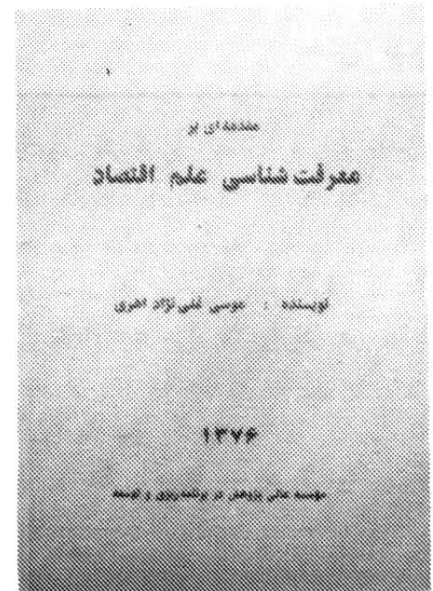 مقدمه‌ای بر
معرفت شناسی علم اقتصاد
نویسنده : موسی غنی‌نژاد اهری
۱۳۷۶
مؤسسه عالی پژوهش در برنامه‌ریزی و توسعه